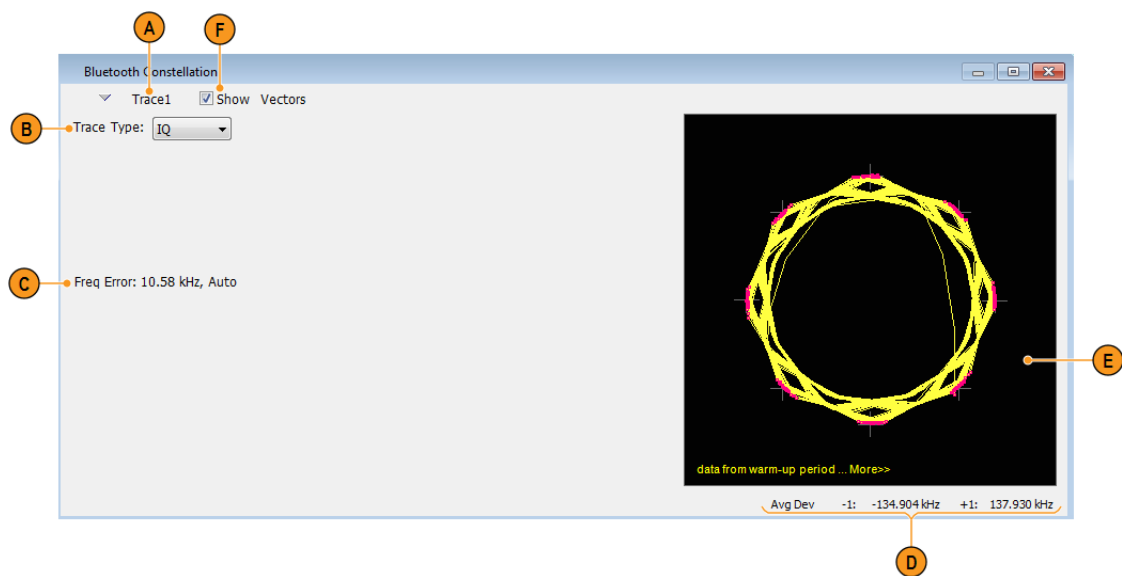 A
F
Bluetooth Constellation
Trace1 Show Vectors
B
Trace Type: IQ
C
Freq Error: 10.58 kHz, Auto
E
data from warm-up period ... More>>
Avg Dev -1: -134.904 kHz +1: 137.930 kHz
D